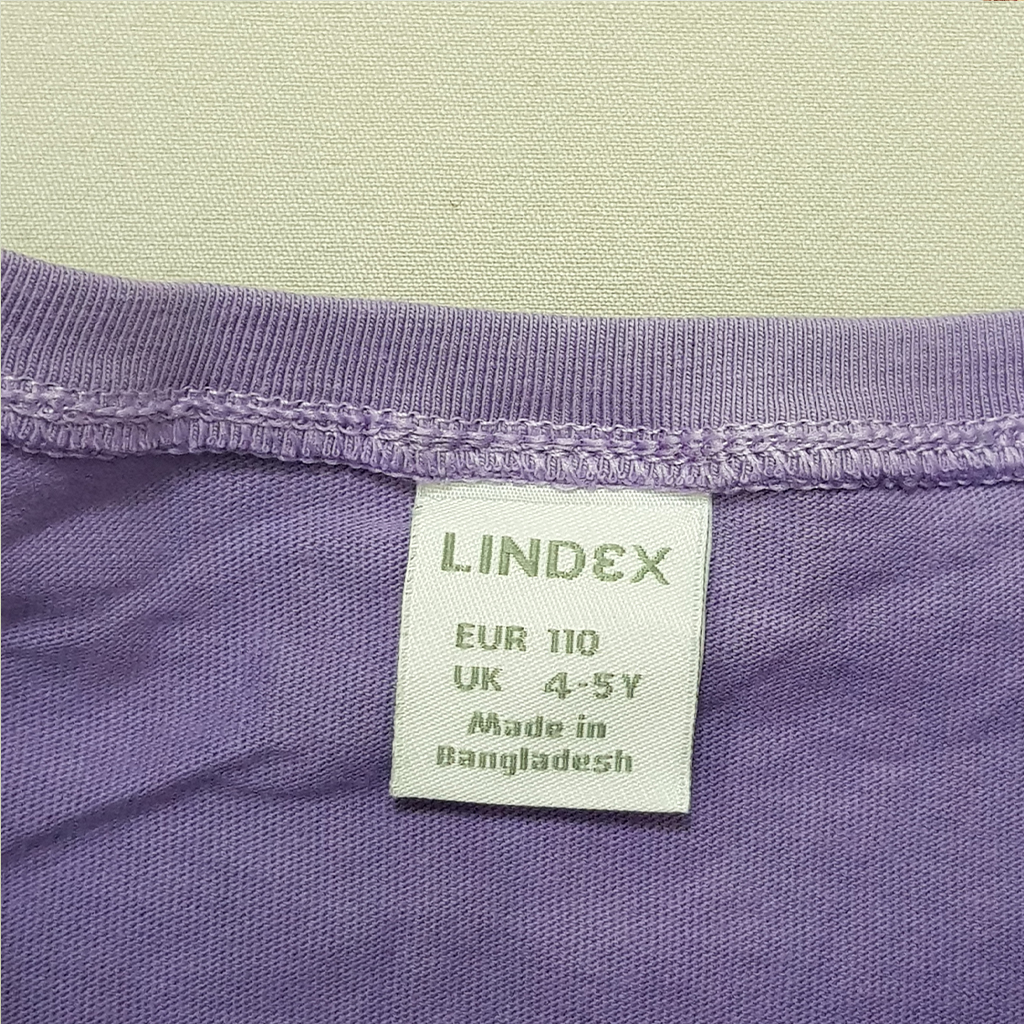 LINDEX
EUR 110
UK 4-5Y
Made in
Bangladesh